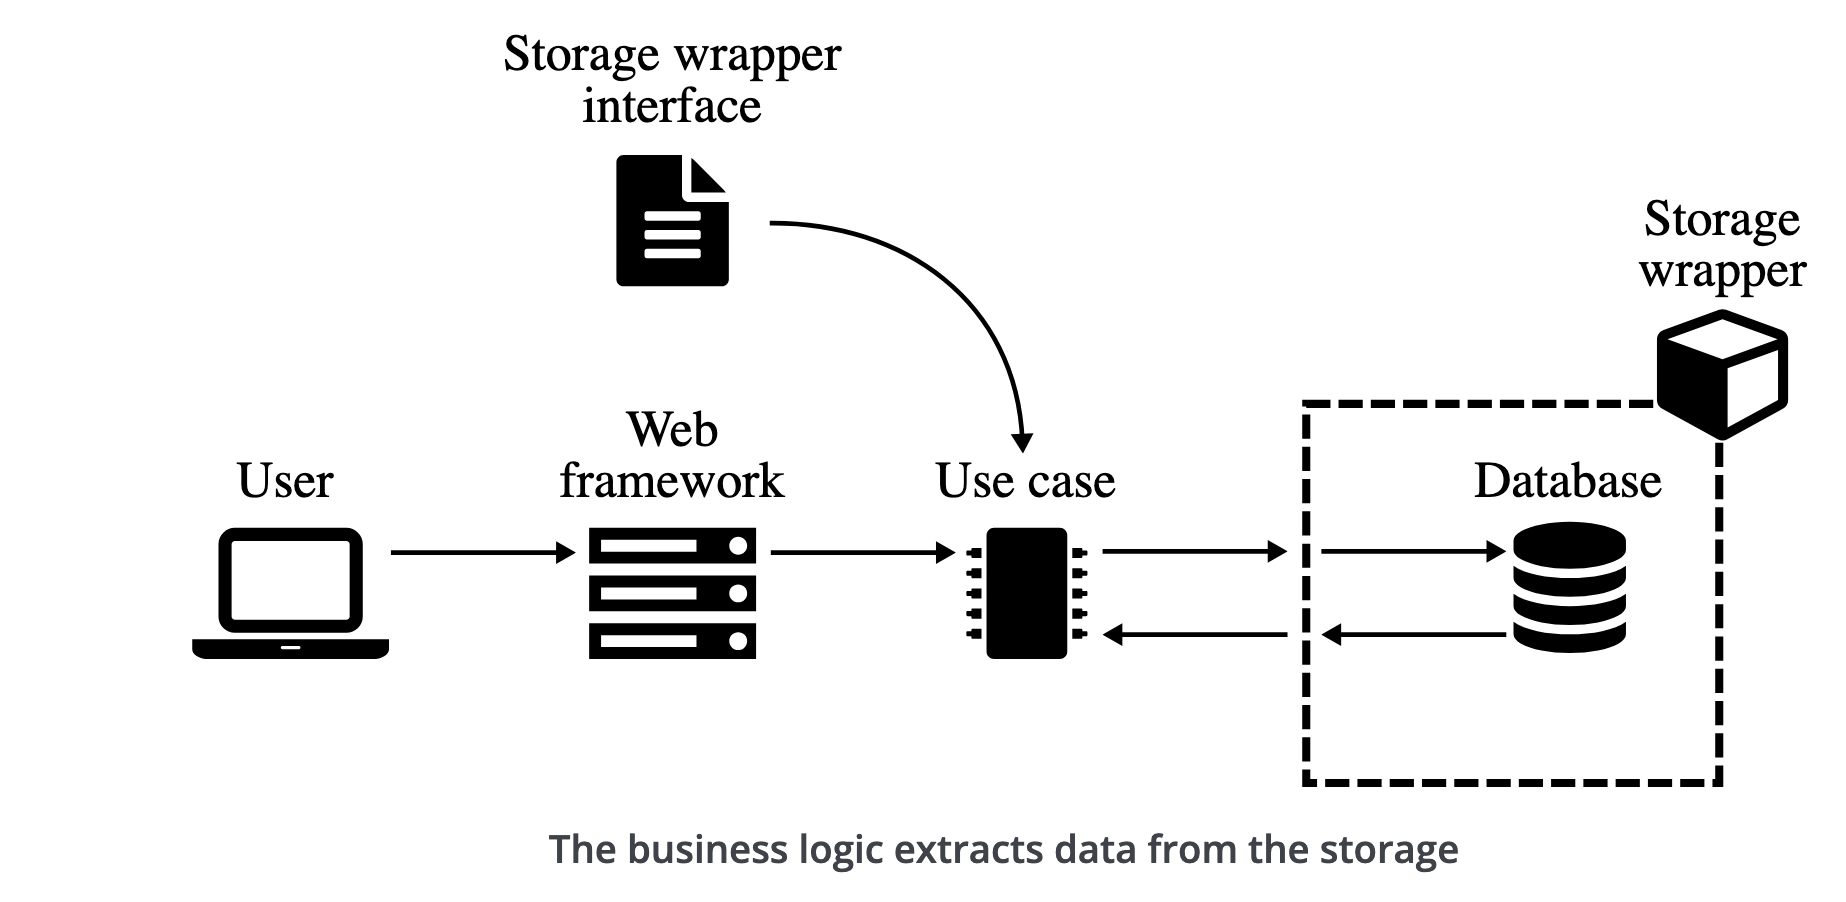 Storage wrapper
interface
Storage
wrapper
Web
framework
User
Use case
Database
The business logic extracts data from the storage